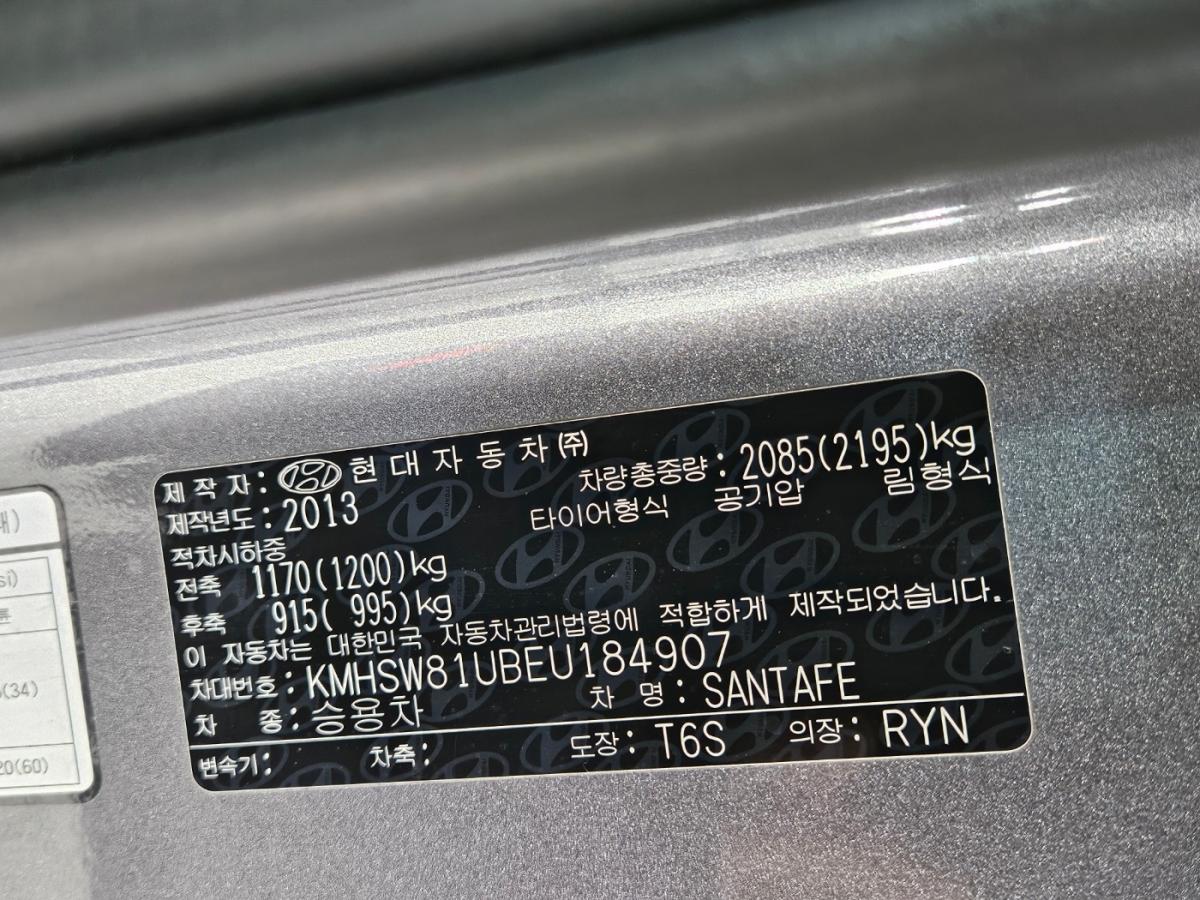 제작자: 현대자동차㈜
차량총중량: 2085(2195)kg
제작년도: 2013
타이어형식 공기압 림형식
적차시하중
전축 1170(1200)kg
후축 915( 995)kg
이 자동차는 대한민국 자동차관리법령에 적합하게 제작되었습니다.
차대번호: KMHSW81UBEU184907
차 종: 승용차 차 명: SANTAFE
변속기: 차축: 도장: T6S 의장: RYN
(34)
20(60)